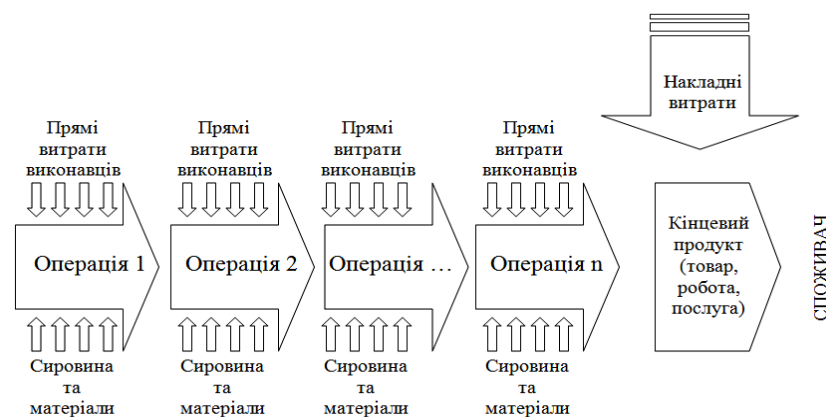 Накладні
витрати
Прямі
витрати
виконавців
Прямі
витрати
виконавців
Прямі
витрати
виконавців
Прямі
витрати
виконавців
Операція 1
Операція 2
Операція …
Операція n
Кінцевий
продукт
(товар,
робота,
послуга)
СПОЖИВАЧ
Сировина
та
матеріали
Сировина
та
матеріали
Сировина
та
матеріали
Сировина
та
матеріали